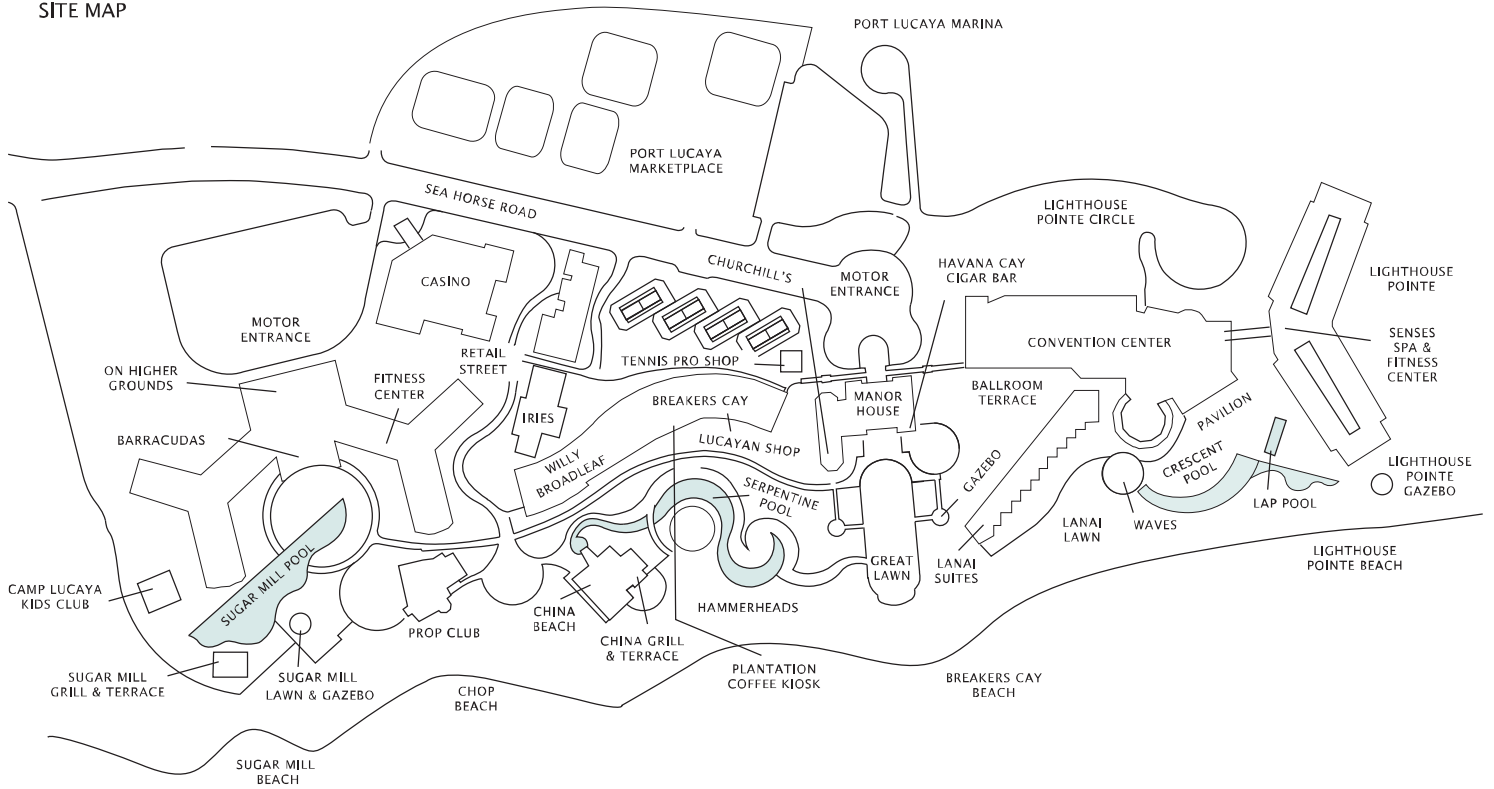 SITE MAP
PORT LUCAYA MARINA
PORT LUCAYA
MARKETPLACE
SEA HORSE ROAD
LIGHTHOUSE
POINTE CIRCLE
CHURCHILL'S
MOTOR
ENTRANCE
HAVANA CAY
CIGAR BAR
LIGHTHOUSE
POINTE
CASINO
MOTOR
ENTRANCE
CONVENTION CENTER
SENSES
SPA &
FITNESS
CENTER
RETAIL
STREET
TENNIS PRO SHOP
ON HIGHER
GROUNDS
FITNESS
CENTER
BALLROOM
TERRACE
BREAKERS CAY
MANOR
HOUSE
PAVILION
IRIES
BARRACUDAS
LUCAYAN SHOP
WILLY
BROADLEAF
GAZEBO
CRESCENT
POOL
LIGHTHOUSE
POINTE
GAZEBO
SERPENTINE
POOL
LAP POOL
LANAI
LAWN
WAVES
SUGAR MILL POOL
GREAT
LAWN
LANAI
SUITES
LIGHTHOUSE
POINTE BEACH
CAMP LUCAYA
KIDS CLUB
CHINA
BEACH
HAMMERHEADS
PROP CLUB
CHINA GRILL
& TERRACE
SUGAR MILL
GRILL & TERRACE
SUGAR MILL
LAWN & GAZEBO
PLANTATION
COFFEE KIOSK
CHOP
BEACH
BREAKERS CAY
BEACH
SUGAR MILL
BEACH